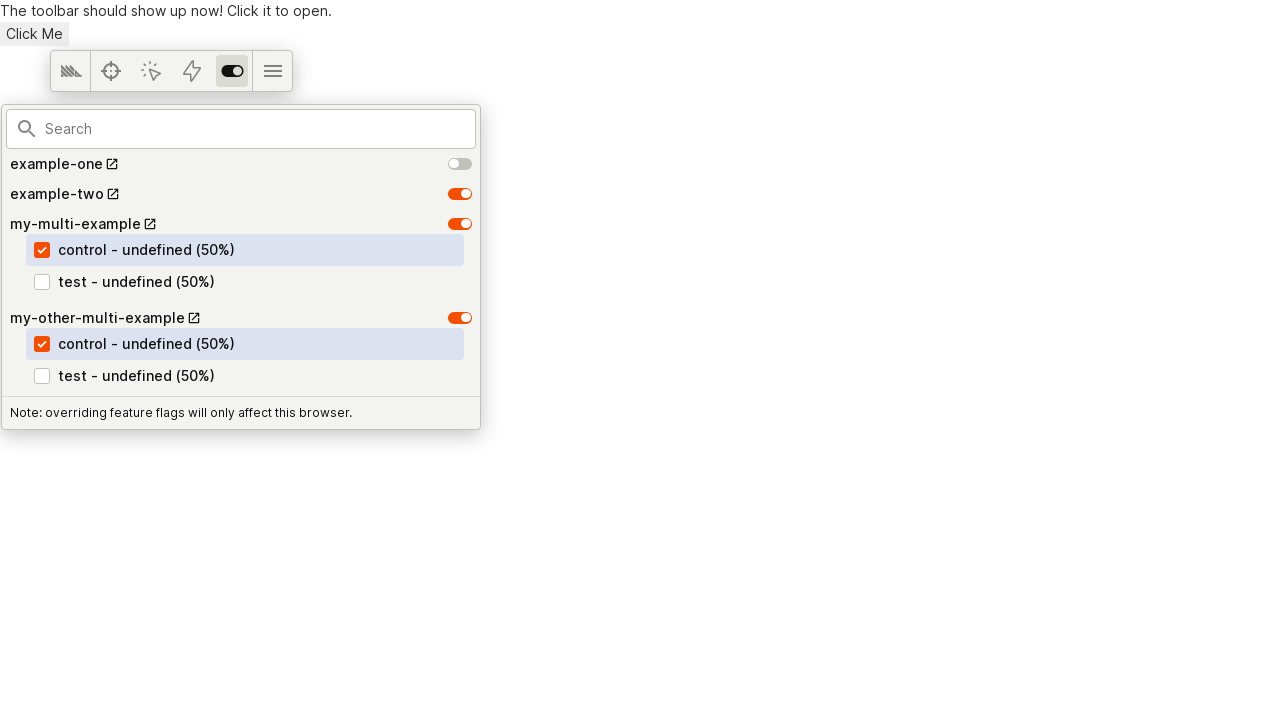 The toolbar should show up now! Click it to open.
Click Me
Search
example-one
example-two
my-multi-example
control - undefined (50%)
test - undefined (50%)
my-other-multi-example
control - undefined (50%)
test - undefined (50%)
Note: overriding feature flags will only affect this browser.